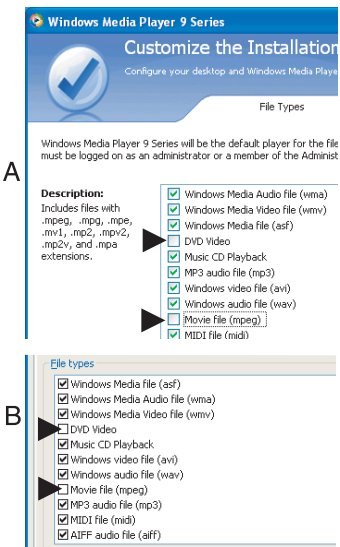 Windows Media Player 9 Series
Customize the Installation
Configure your desktop and Windows Media Playe
File Types
Windows Media Player 9 Series will be the default player for the file
must be logged on as an administrator or a member of the Administ
A
Description:
Includes files with
.mpeg, .mpg, .mpe,
.mv1, .mp2, .mpv2,
.mp2v, and .mpa
extensions.
Windows Media Audio file (wma)
Windows Media Video file (wmv)
Windows Media file (asf)
DVD Video
Music CD Playback
MP3 audio file (mp3)
Windows video file (avi)
Windows audio file (wav)
Movie file (mpeg)
MIDI file (midi)
B
File types
Windows Media file (asf)
Windows Media Audio file (wma)
Windows Media Video file (wmv)
DVD Video
Music CD Playback
Windows video file (avi)
Windows audio file (wav)
Movie file (mpeg)
MP3 audio file (mp3)
MIDI file (midi)
AIFF audio file (aiff)